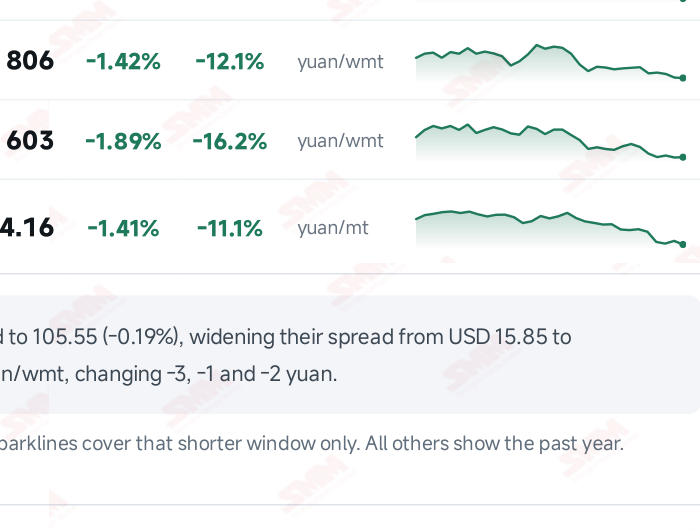 806 -1.42% -12.1% yuan/wmt
603 -1.89% -16.2% yuan/wmt
4.16 -1.41% -11.1% yuan/mt
d to 105.55 (-0.19%), widening their spread from USD 15.85 to
n/wmt, changing -3, -1 and -2 yuan.
parklines cover that shorter window only. All others show the past year.
SMM